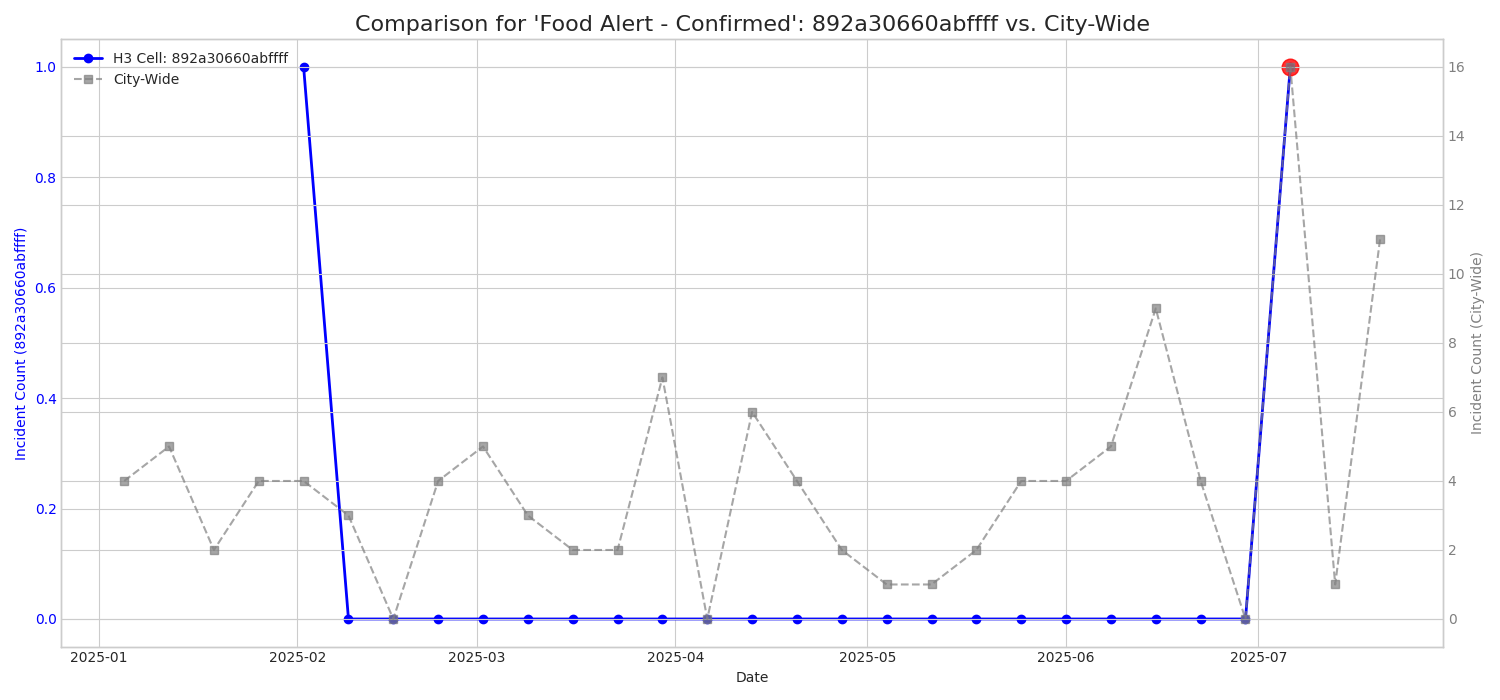 Comparison for 'Food Alert - Confirmed': 892a30660abffff vs. City-Wide
H3 Cell: 892a30660abffff
City-Wide
Incident Count (892a30660abffff)
1.0
0.8
0.6
0.4
0.2
0.0
16
14
12
10
8
6
4
2
0
Incident Count (City-Wide)
2025-01 2025-02 2025-03 2025-04 2025-05 2025-06 2025-07
Date